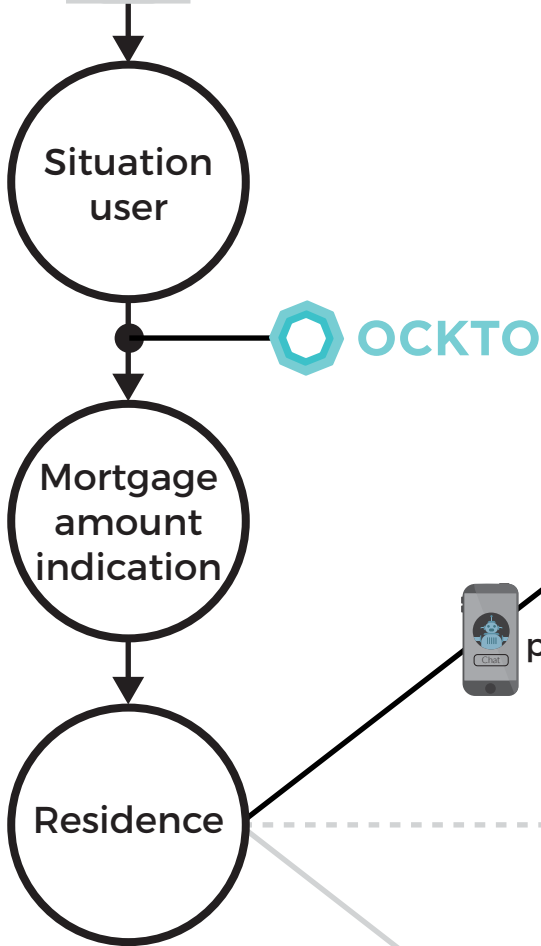 Situation
user
OCKTO
Mortgage
amount
indication
Chat
p
Residence